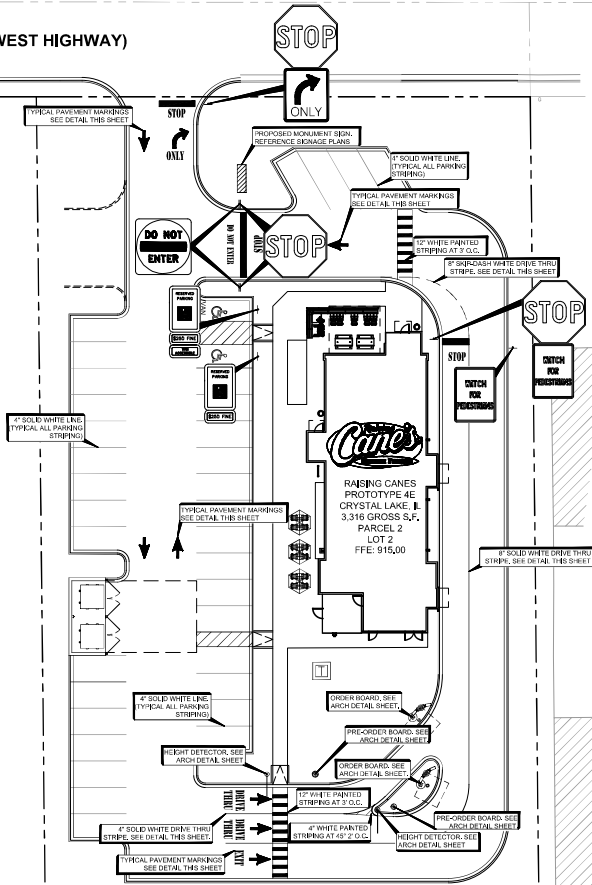 WEST HIGHWAY)
STOP
ONLY
TYPICAL PAVEMENT MARKINGS
SEE DETAIL THIS SHEET
STOP
ONLY
PROPOSED MONUMENT SIGN.
REFERENCE SIGNAGE PLANS
4" SOLID WHITE LINE.
(TYPICAL ALL PARKING
STRIPING)
TYPICAL PAVEMENT MARKINGS
SEE DETAIL THIS SHEET
DO NOT
ENTER
DO NOT ENTER
STOP
STOP
12" WHITE PAINTED
STRIPING AT 3' O.C.
8" SKIP-DASH WHITE DRIVE THRU
STRIPE. SEE DETAIL THIS SHEET
RESERVED
PARKING
$250 FINE
VAN
ACCESSIBLE
VAN
RESERVED
PARKING
$250 FINE
STOP
STOP
WATCH
FOR
PEDESTRIANS
WATCH
FOR
PEDESTRIANS
4" SOLID WHITE LINE.
(TYPICAL ALL PARKING
STRIPING)
Raising
Cane's
RAISING CANES
PROTOTYPE 4E
CRYSTAL LAKE, IL
3,316 GROSS S.F.
PARCEL 2
LOT 2
FFE: 915.00
TYPICAL PAVEMENT MARKINGS
SEE DETAIL THIS SHEET
8" SOLID WHITE DRIVE THRU
STRIPE. SEE DETAIL THIS SHEET
T
4" SOLID WHITE LINE.
(TYPICAL ALL PARKING
STRIPING)
ORDER BOARD. SEE
ARCH DETAIL SHEET.
PRE-ORDER BOARD. SEE
ARCH DETAIL SHEET.
HEIGHT DETECTOR. SEE
ARCH DETAIL SHEET
ORDER BOARD. SEE
ARCH DETAIL SHEET.
DRIVE
THRU
12" WHITE PAINTED
STRIPING AT 3' O.C.
4" SOLID WHITE DRIVE THRU
STRIPE. SEE DETAIL THIS SHEET.
DRIVE
THRU
4" WHITE PAINTED
STRIPING AT 45° 2' O.C.
PRE-ORDER BOARD. SEE
ARCH DETAIL SHEET
HEIGHT DETECTOR. SEE
ARCH DETAIL SHEET
TYPICAL PAVEMENT MARKINGS
SEE DETAIL THIS SHEET
EXIT